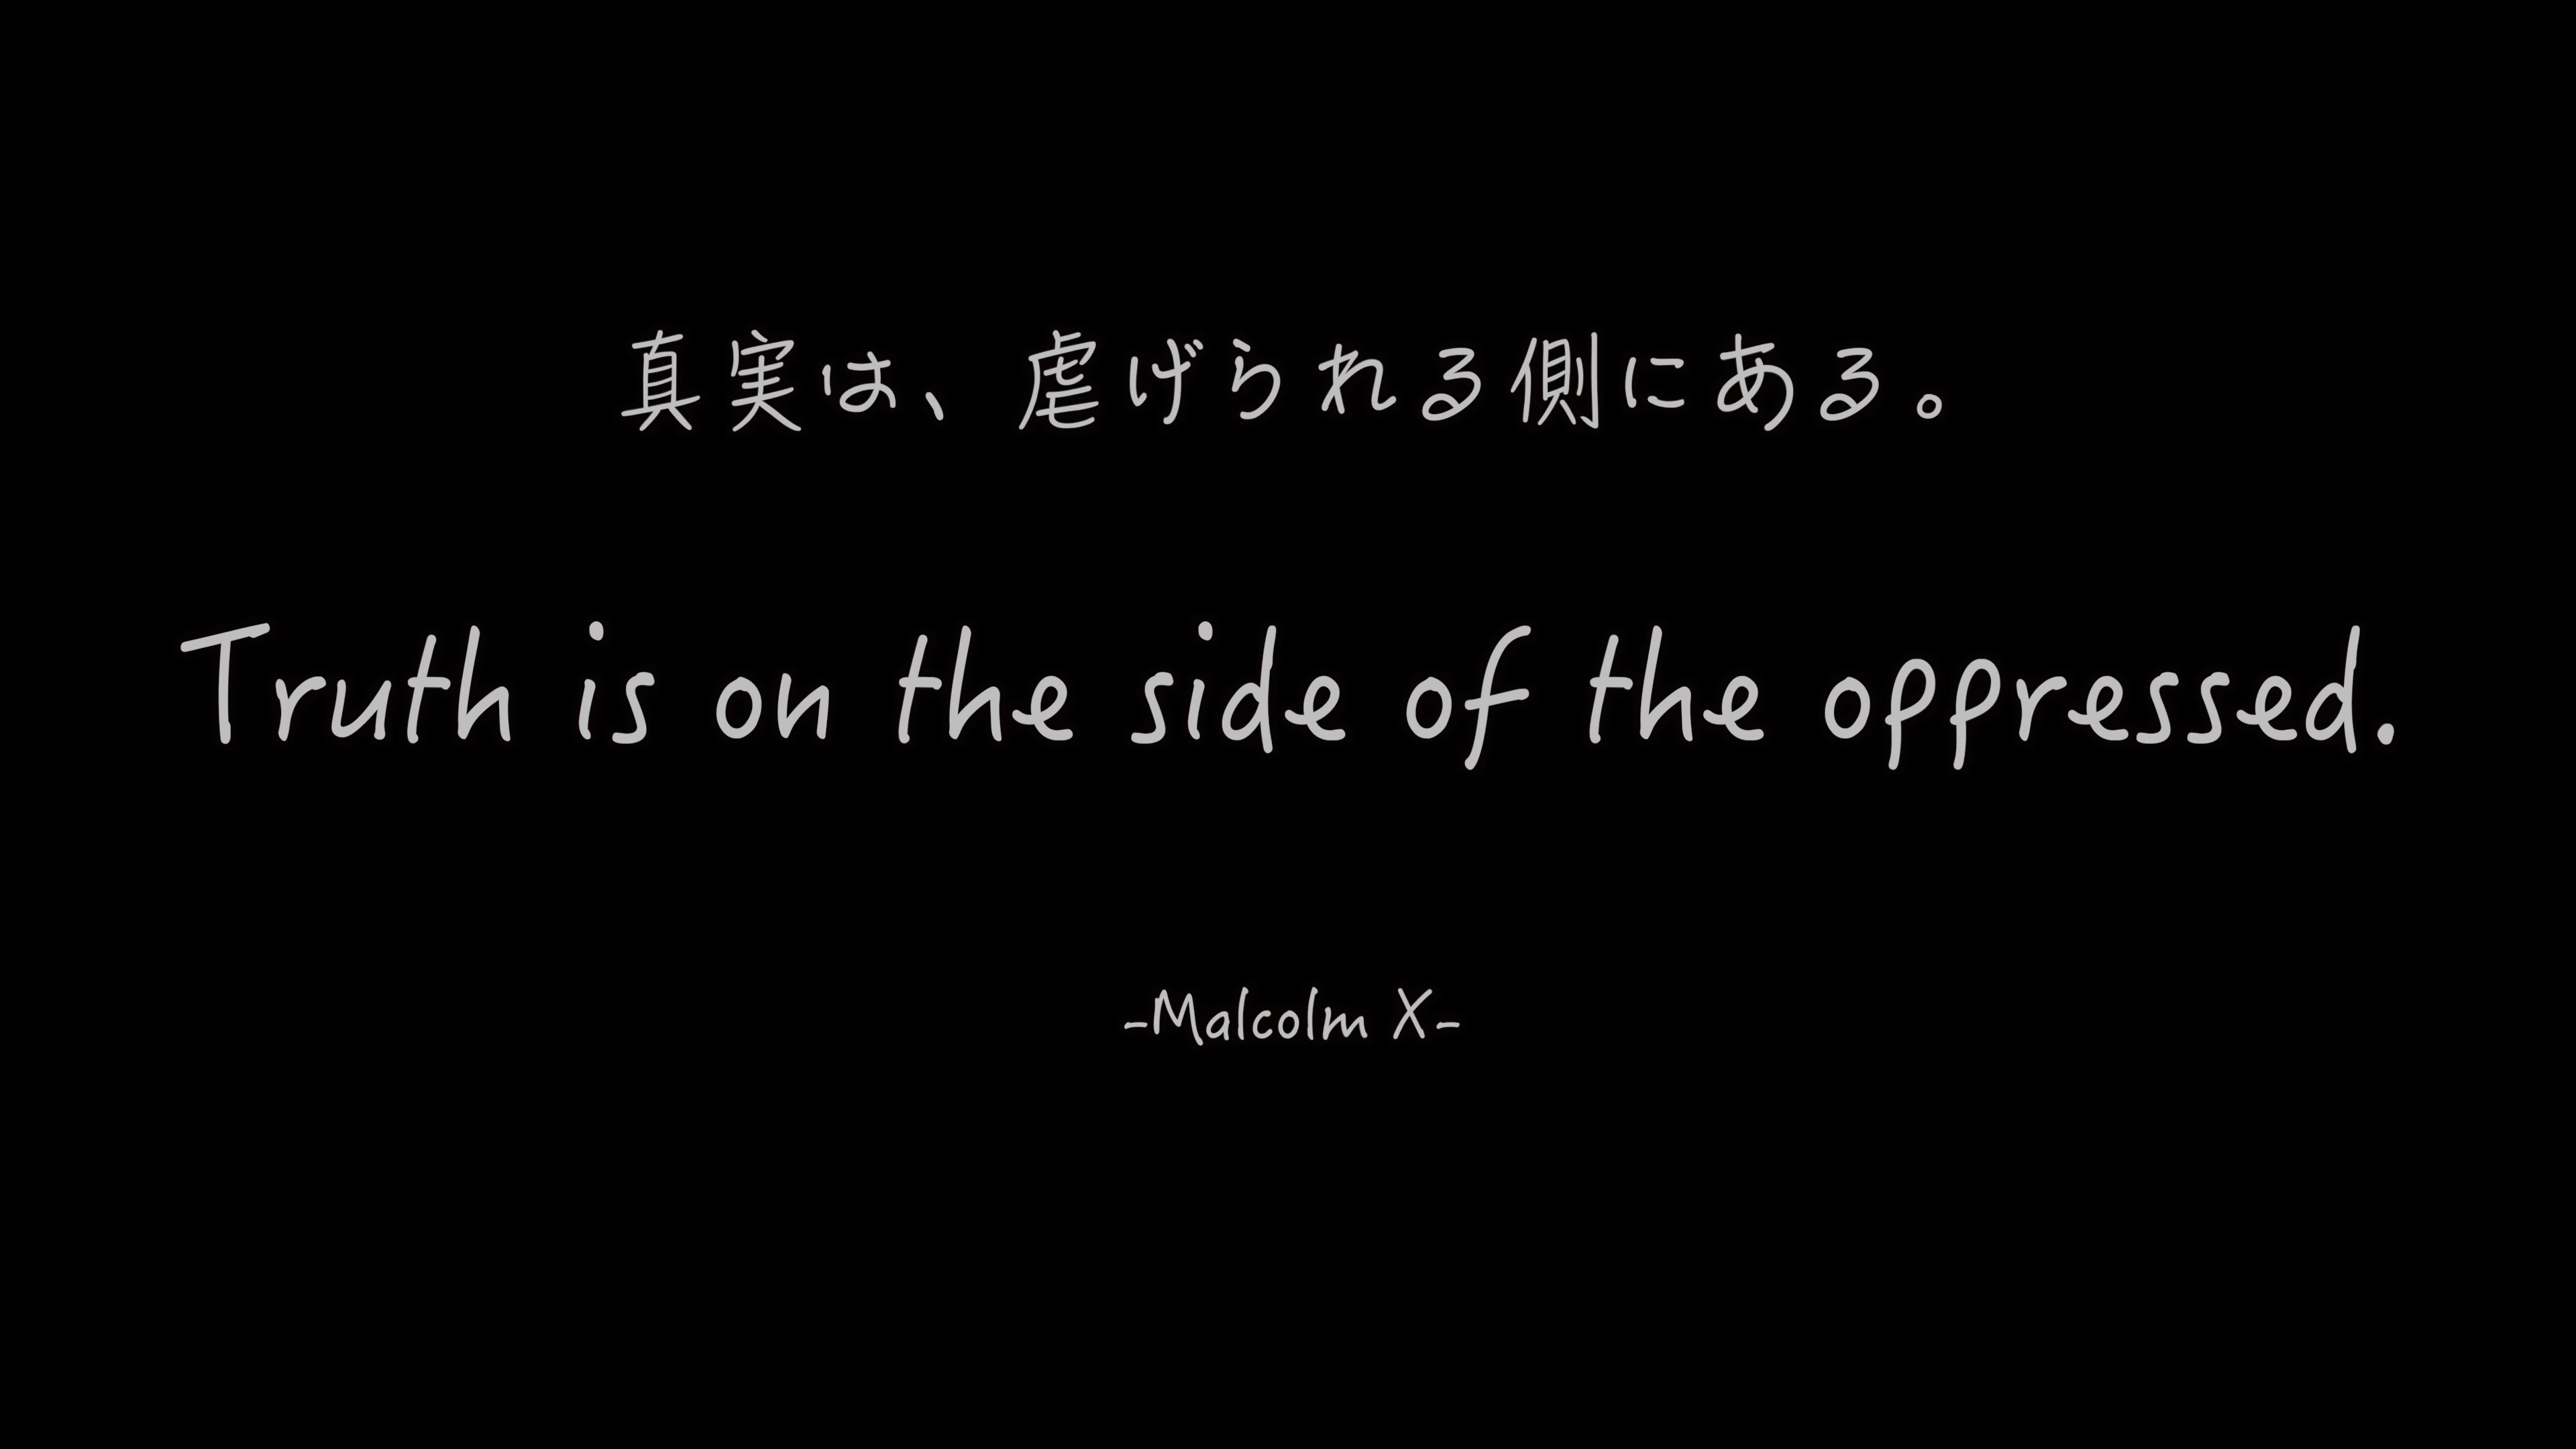 真実は、虐げられる側にある。
Truth is on the side of the oppressed.
-Malcolm X-